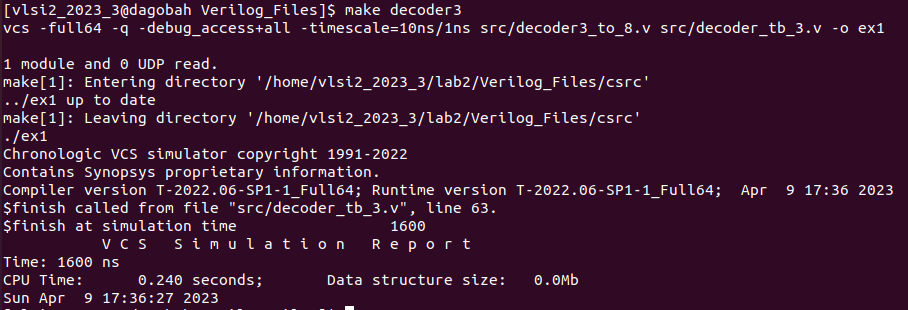 [vlsi2_2023_3@dagobah Verilog_Files]$ make decoder3
vcs -full64 -q -debug_access+all -timescale=10ns/1ns src/decoder3_to_8.v src/decoder_tb_3.v -o ex1

1 module and 0 UDP read.
make[1]: Entering directory '/home/vlsi2_2023_3/lab2/Verilog_Files/csrc'
../ex1 up to date
make[1]: Leaving directory '/home/vlsi2_2023_3/lab2/Verilog_Files/csrc'
./ex1
Chronologic VCS simulator copyright 1991-2022
Contains Synopsys proprietary information.
Compiler version T-2022.06-SP1-1_Full64; Runtime version T-2022.06-SP1-1_Full64;  Apr  9 17:36 2023
$finish called from file "src/decoder_tb_3.v", line 63.
$finish at simulation time                 1600
           V C S   S i m u l a t i o n   R e p o r t
Time: 1600 ns
CPU Time:      0.240 seconds;       Data structure size:   0.0Mb
Sun Apr  9 17:36:27 2023